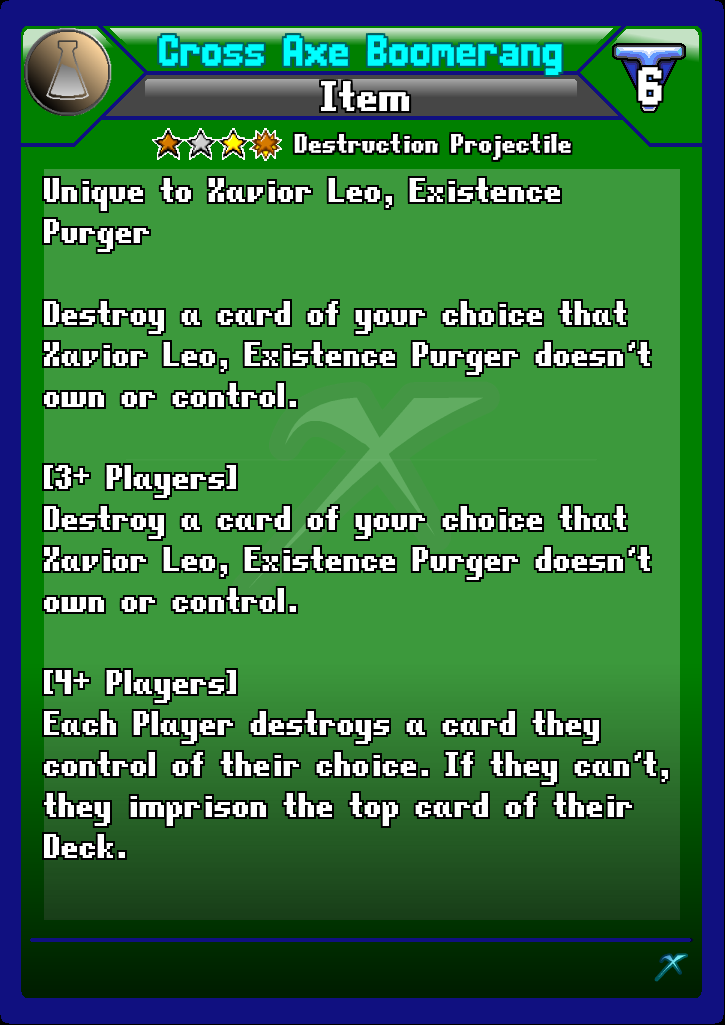 Cross Axe Boomerang
Item
6
Destruction Projectile
Unique to Xavior Leo, Existence
Purger
Destroy a card of your choice that
Xavior Leo, Existence Purger doesn't
own or control.
[3+ Players]
Destroy a card of your choice that
Xavior Leo, Existence Purger doesn't
own or control.
[4+ Players]
Each Player destroys a card they
control of their choice. If they can't,
they imprison the top card of their
Deck.